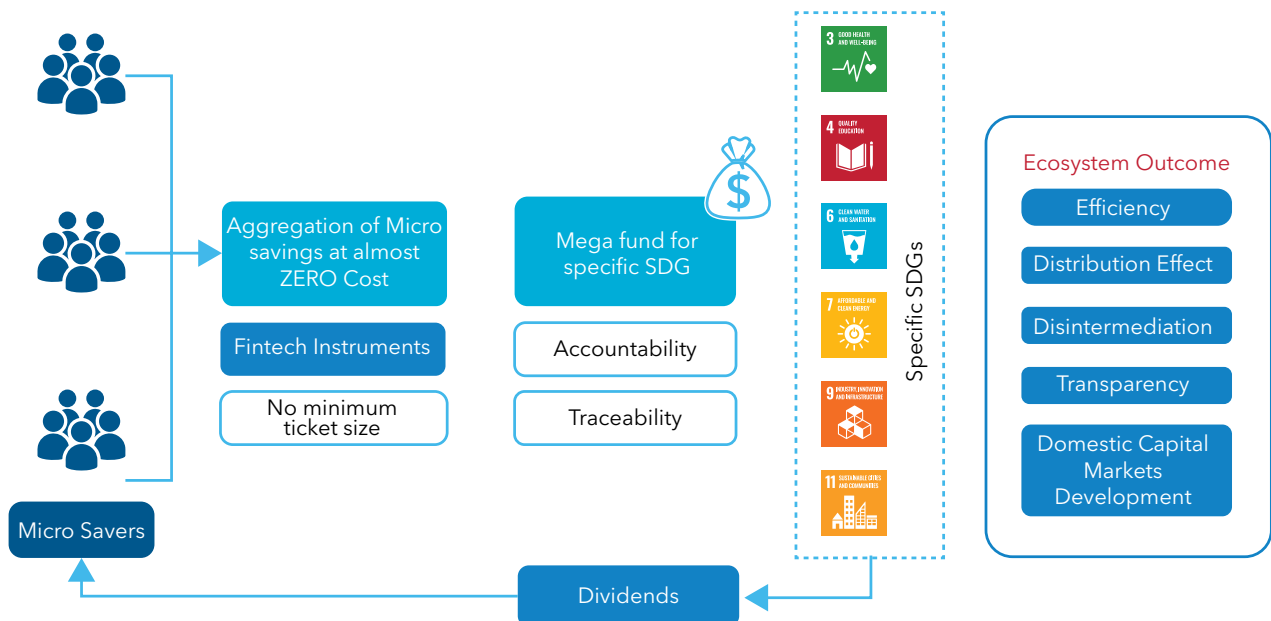 Micro Savers
Aggregation of Micro
savings at almost
ZERO Cost
Fintech Instruments
No minimum
ticket size
$
Mega fund for
specific SDG
Accountability
Traceability
3 GOOD HEALTH
AND WELL-BEING
4 QUALITY
EDUCATION
6 CLEAN WATER
AND SANITATION
7 AFFORDABLE AND
CLEAN ENERGY
9 INDUSTRY, INNOVATION
AND INFRASTRUCTURE
11 SUSTAINABLE CITIES
AND COMMUNITIES
Specific SDGs
Dividends
Ecosystem Outcome
Efficiency
Distribution Effect
Disintermediation
Transparency
Domestic Capital
Markets
Development